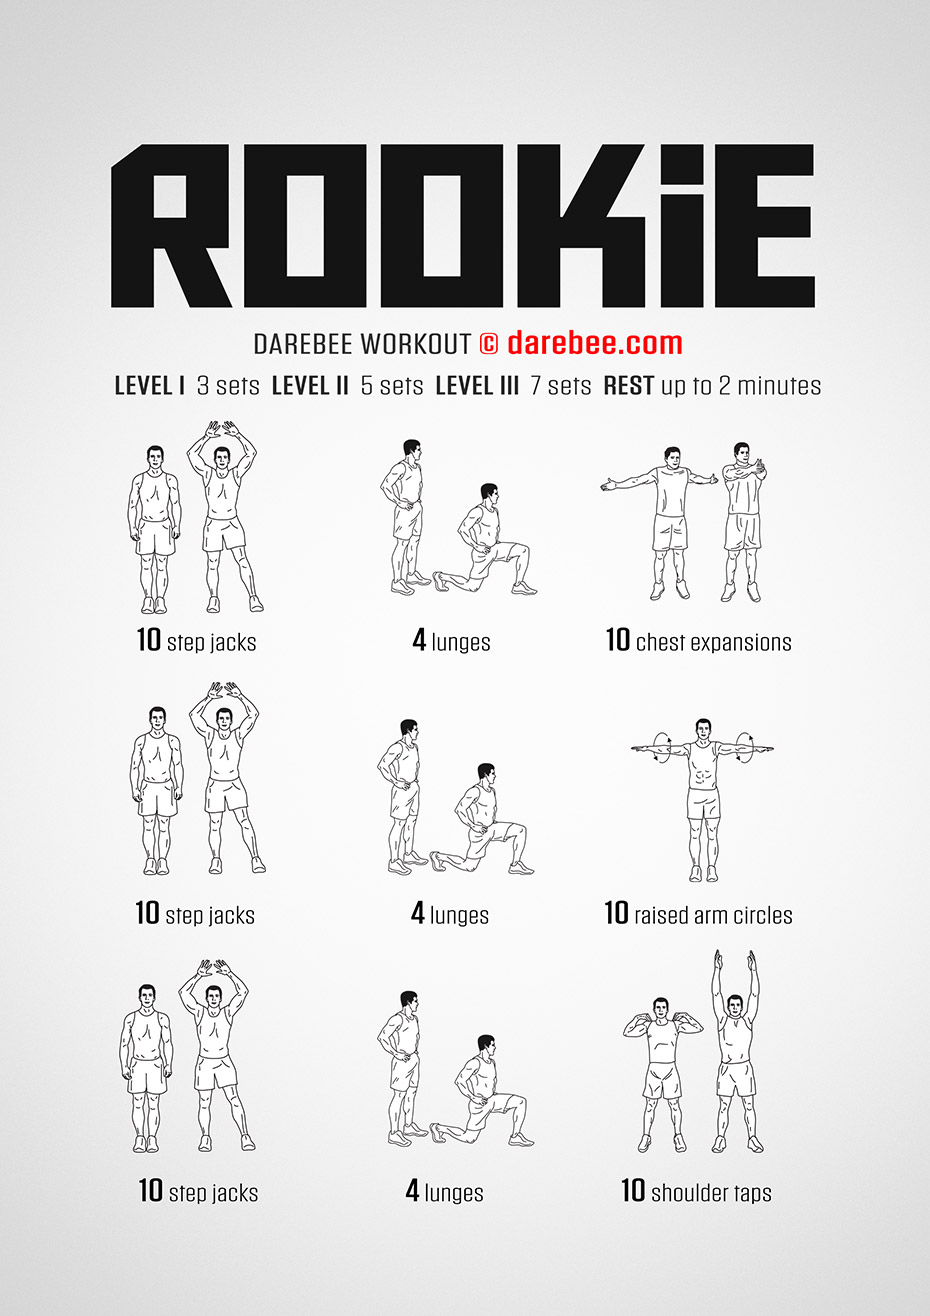 ROOKiE
DAREBEE WORKOUT © darebee.com
LEVEL I 3 sets LEVEL II 5 sets LEVEL III 7 sets REST up to 2 minutes
10 step jacks
4 lunges
10 chest expansions
10 step jacks
4 lunges
10 raised arm circles
10 step jacks
4 lunges
10 shoulder taps